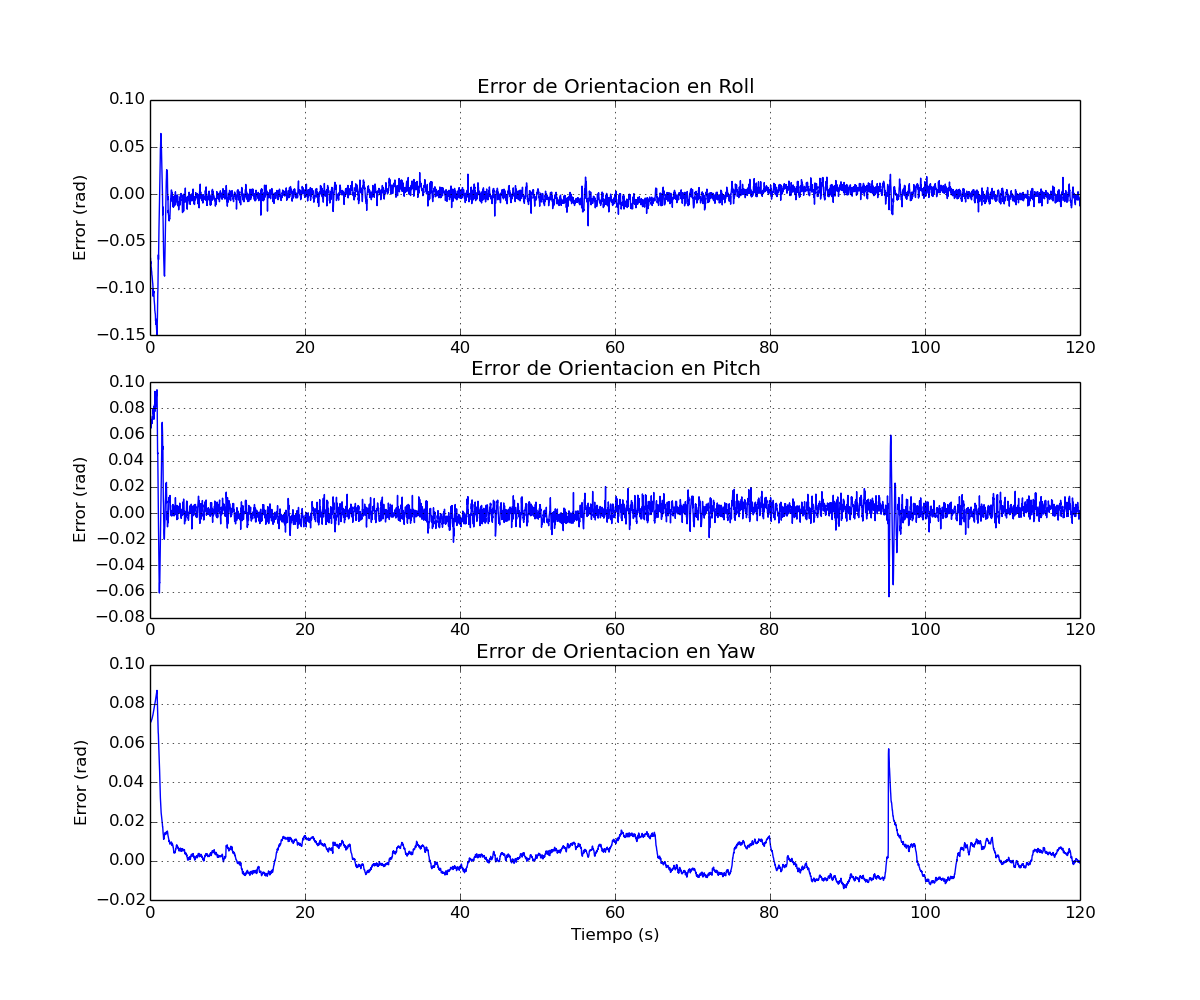 Error de Orientacion en Roll
0.10
0.05
0.00
−0.05
−0.10
−0.15
Error (rad)
0 20 40 60 80 100 120
Error de Orientacion en Pitch
0.10
0.08
0.06
0.04
0.02
0.00
−0.02
−0.04
−0.06
−0.08
Error (rad)
0 20 40 60 80 100 120
Error de Orientacion en Yaw
0.10
0.08
0.06
0.04
0.02
0.00
−0.02
Error (rad)
0 20 40 60 80 100 120
Tiempo (s)